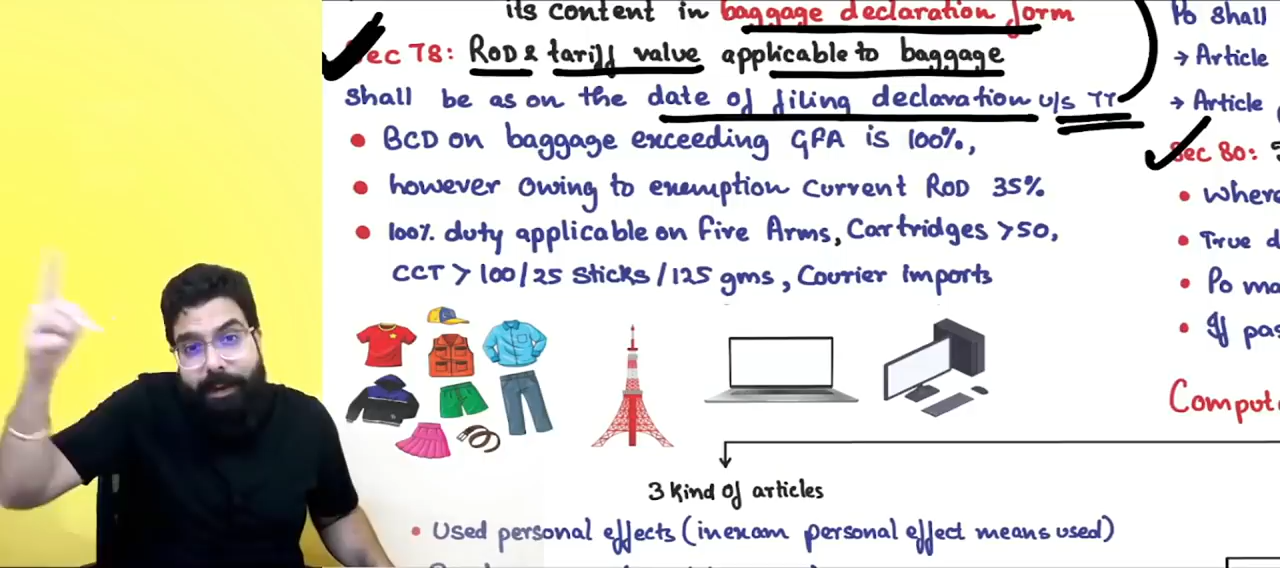 its content in baggage declaration form
Sec 78: RoD & tariff value applicable to baggage
shall be as on the date of filing declaration u/s 77
• BCD on baggage exceeding GFA is 100%,
• however owing to exemption current RoD 35%
• 100% duty applicable on Fire Arms, Cartridges >50,
CCT > 100/25 Sticks/125 gms, Courier imports
3 kind of articles
• Used personal effects (in exam personal effect means used)
Po shall
→ Article
→ Article
Sec 80:
• Where
• True d
• Po ma
• If pas
Comput